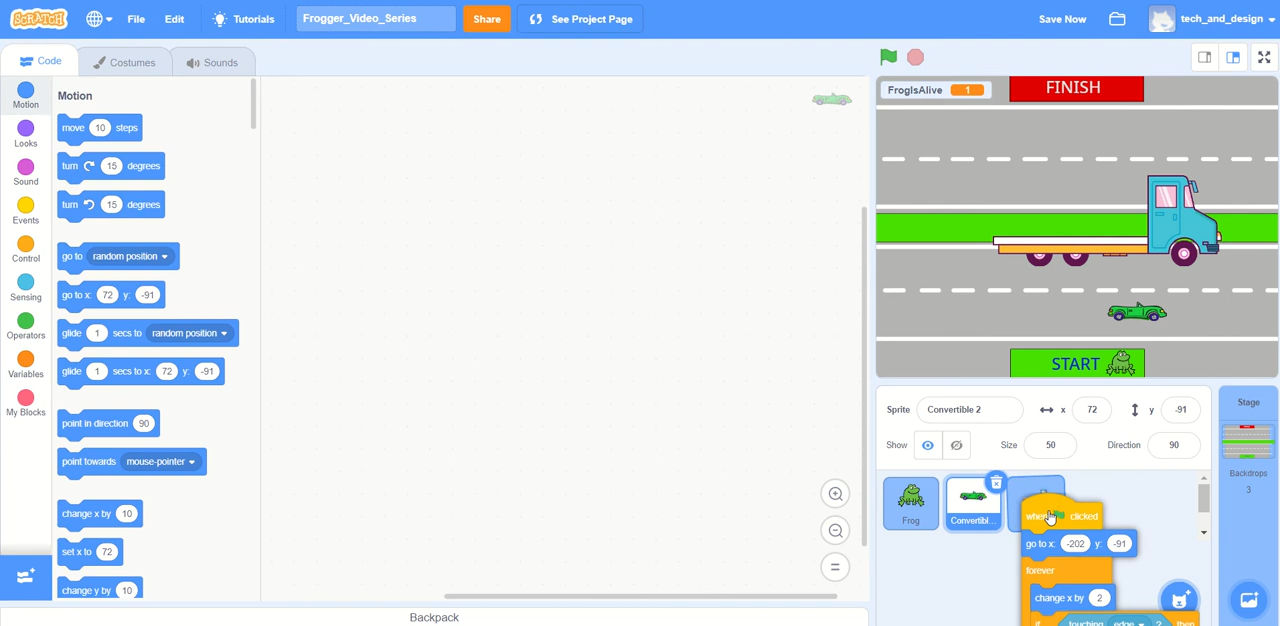 SCRATCH File Edit Tutorials Frogger_Video_Series Share See Project Page Save Now tech_and_design
Code Costumes Sounds
Motion
Looks
Sound
Events
Control
Sensing
Operators
Variables
My Blocks
Motion
move 10 steps
turn 15 degrees
turn 15 degrees
go to random position
go to x: 72 y: -91
glide 1 secs to random position
glide 1 secs to x: 72 y: -91
point in direction 90
point towards mouse-pointer
change x by 10
set x to 72
change y by 10
FrogIsAlive 1
FINISH
START
Sprite Convertible 2 x 72 y -91
Show Size 50 Direction 90
Frog
Convertibl...
when clicked
go to x: -202 y: -91
forever
change x by 2
if touching edge ? then
Stage
Backdrops
3
Backpack